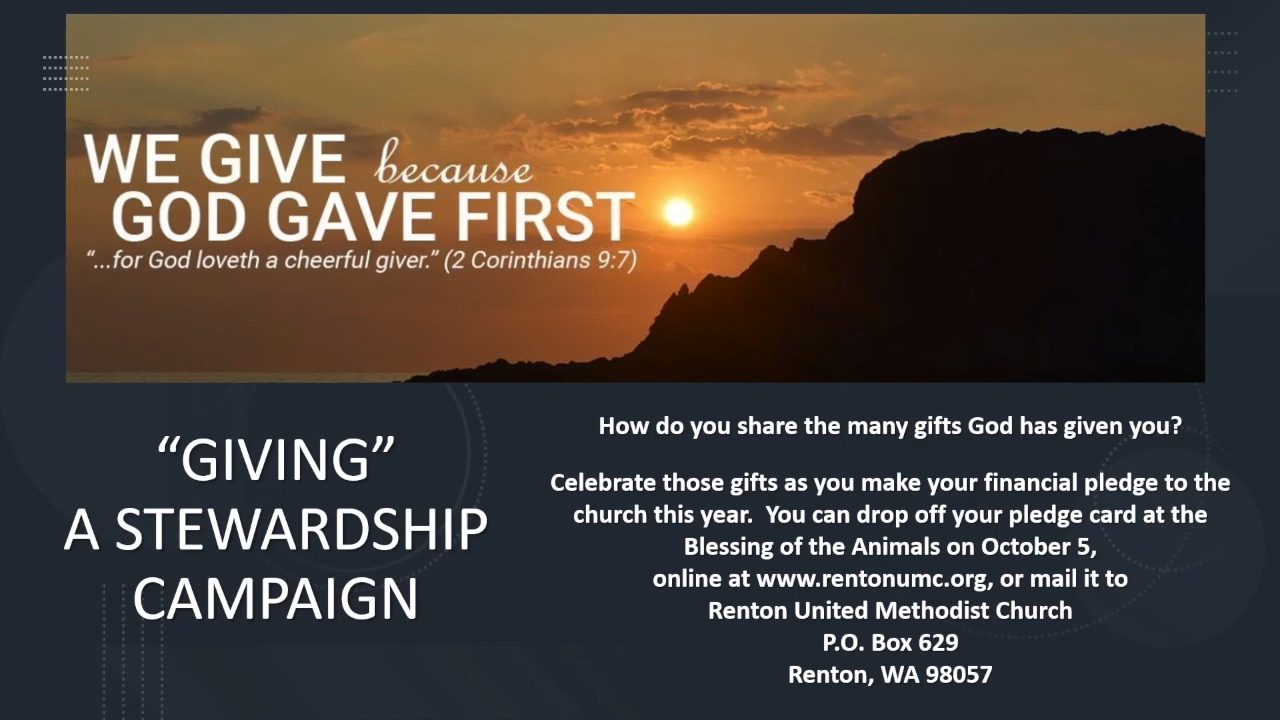 WE GIVE because
GOD GAVE FIRST
“...for God loveth a cheerful giver.” (2 Corinthians 9:7)
“GIVING”
A STEWARDSHIP
CAMPAIGN
How do you share the many gifts God has given you?
Celebrate those gifts as you make your financial pledge to the
church this year.  You can drop off your pledge card at the
Blessing of the Animals on October 5,
online at www.rentonumc.org, or mail it to
Renton United Methodist Church
P.O. Box 629
Renton, WA 98057